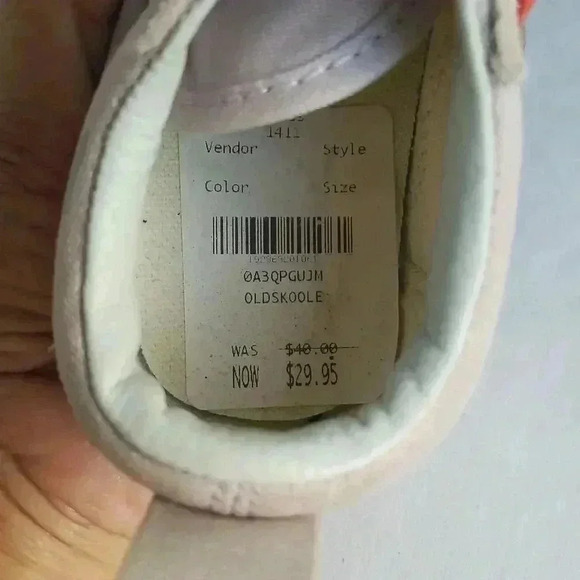 1411
Vendor Style
Color Size
0A3QPGUJM
OLDSKOOLE
WAS $40.00
NOW $29.95